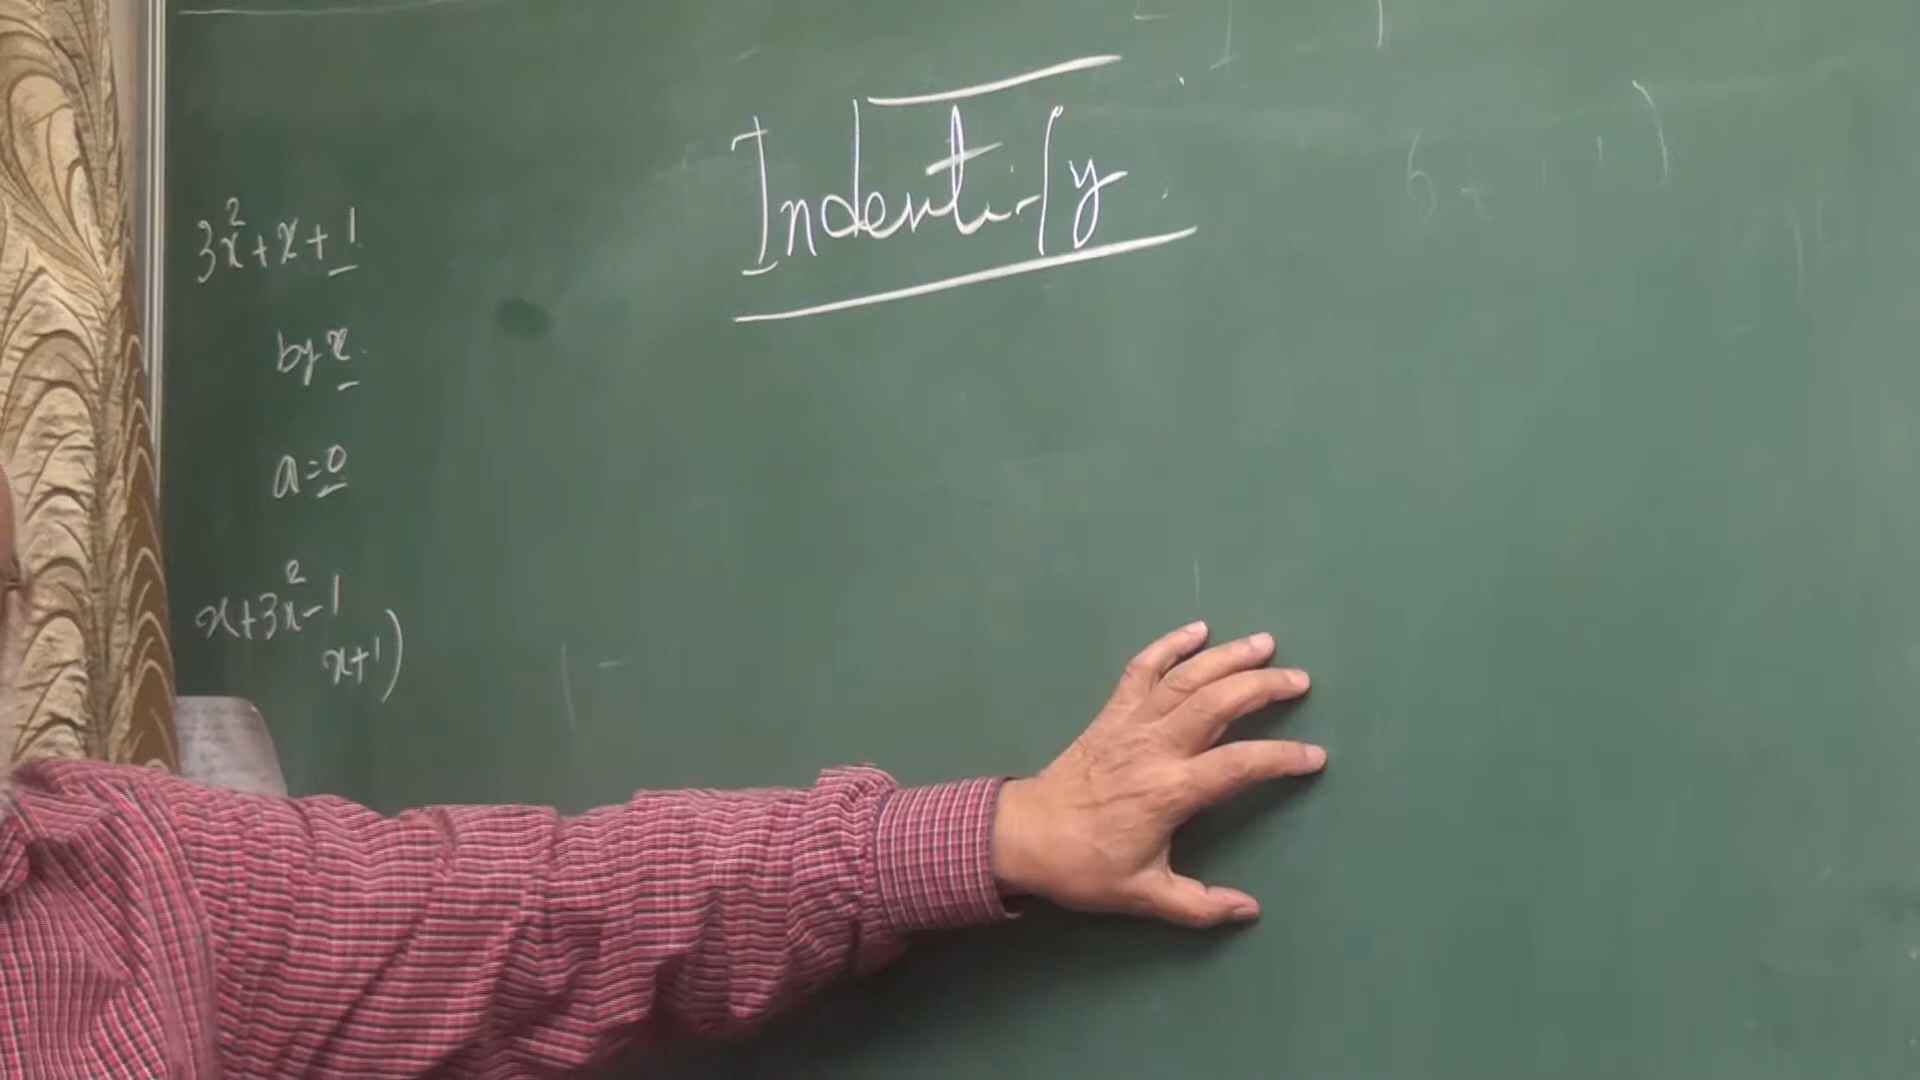 Indentify
3x²+x+1
by x
a=0
x+3x²-1
x+1)